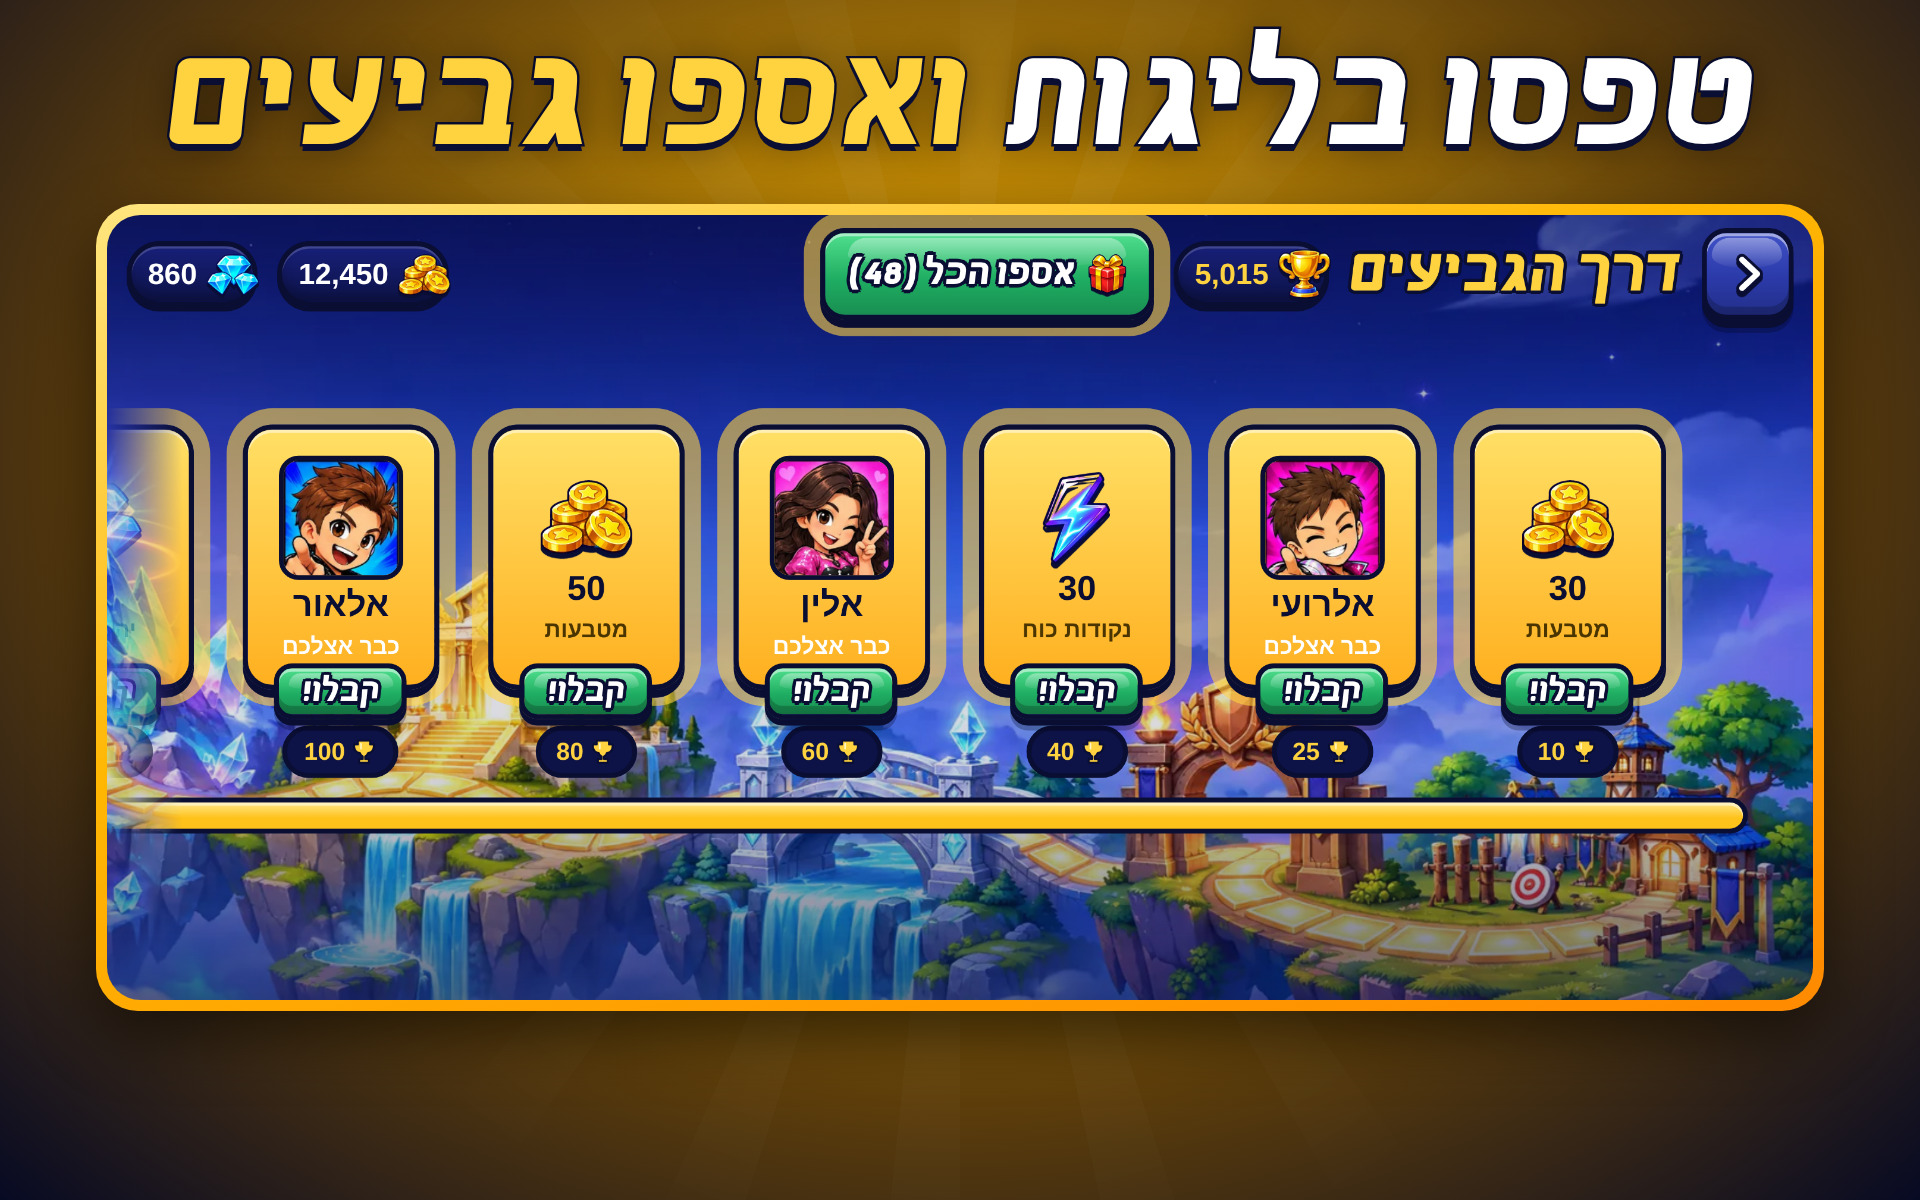 טפסו בליגות ואספו גביעים
דרך הגביעים
5,015
אספו הכל (48)
12,450
860
30
מטבעות
קבלו!
10
אלרועי
כבר אצלכם
קבלו!
25
30
נקודות כוח
קבלו!
40
אלין
כבר אצלכם
קבלו!
60
50
מטבעות
קבלו!
80
אלאור
כבר אצלכם
קבלו!
100